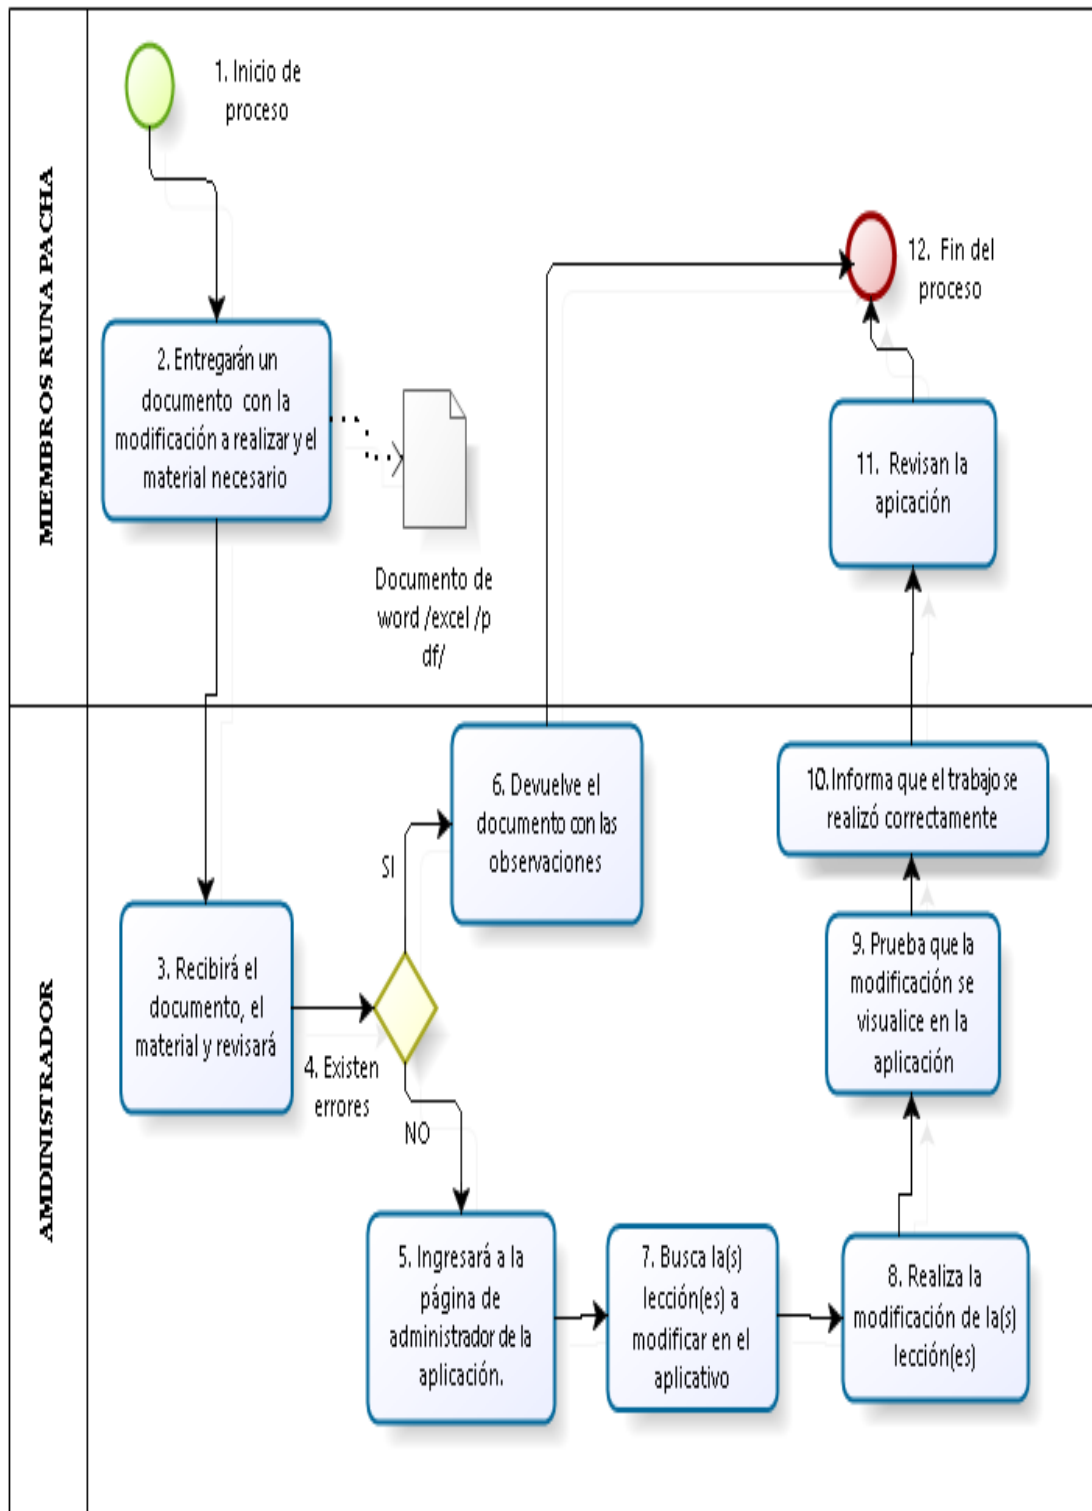 MIEMBROS RUNA PACHA
1. Inicio de
proceso
2. Entregarán un
documento con la
modificación a realizar y el
material necesario
Documento de
word /excel /p
df/
12. Fin del
proceso
11. Revisan la
apicación
AMDINISTRADOR
3. Recibirá el
documento, el
material y revisará
4. Existen
errores
SI
NO
6. Devuelve el
documento con las
observaciones
5. Ingresará a la
página de
administrador de la
aplicación.
7. Busca la(s)
lección(es) a
modificar en el
aplicativo
8. Realiza la
modificación de la(s)
lección(es)
9. Prueba que la
modificación se
visualice en la
aplicación
10. Informa que el trabajo se
realizó correctamente